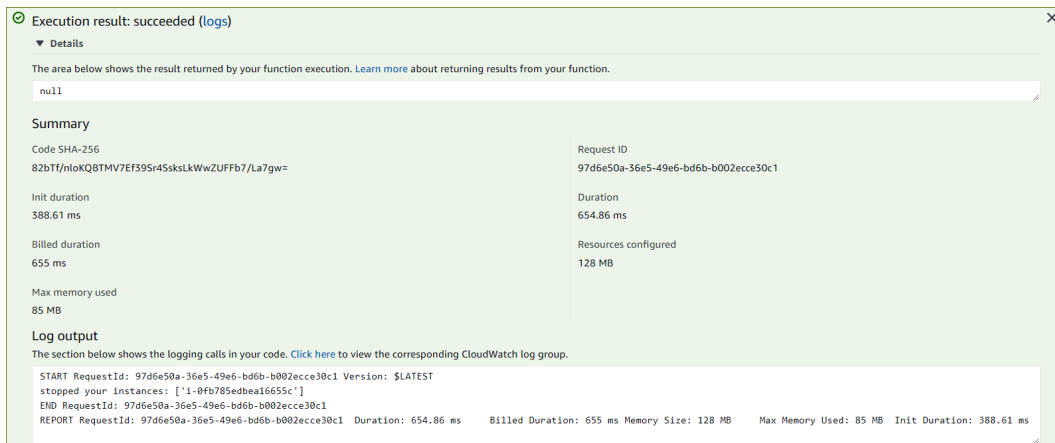 Execution result: succeeded (logs)
Details
The area below shows the result returned by your function execution. Learn more about returning results from your function.
null
Summary
Code SHA-256
82bTf/nloKQBTMV7Ef39Sr4SsksLkWwZUFFb7/La7gw=
Request ID
97d6e50a-36e5-49e6-bd6b-b002ecce30c1
Init duration
388.61 ms
Duration
654.86 ms
Billed duration
655 ms
Resources configured
128 MB
Max memory used
85 MB
Log output
The section below shows the logging calls in your code. Click here to view the corresponding CloudWatch log group.
START RequestId: 97d6e50a-36e5-49e6-bd6b-b002ecce30c1 Version: $LATEST
stopped your instances: ['i-0fb785edbea16655c']
END RequestId: 97d6e50a-36e5-49e6-bd6b-b002ecce30c1
REPORT RequestId: 97d6e50a-36e5-49e6-bd6b-b002ecce30c1 Duration: 654.86 ms Billed Duration: 655 ms Memory Size: 128 MB Max Memory Used: 85 MB Init Duration: 388.61 ms